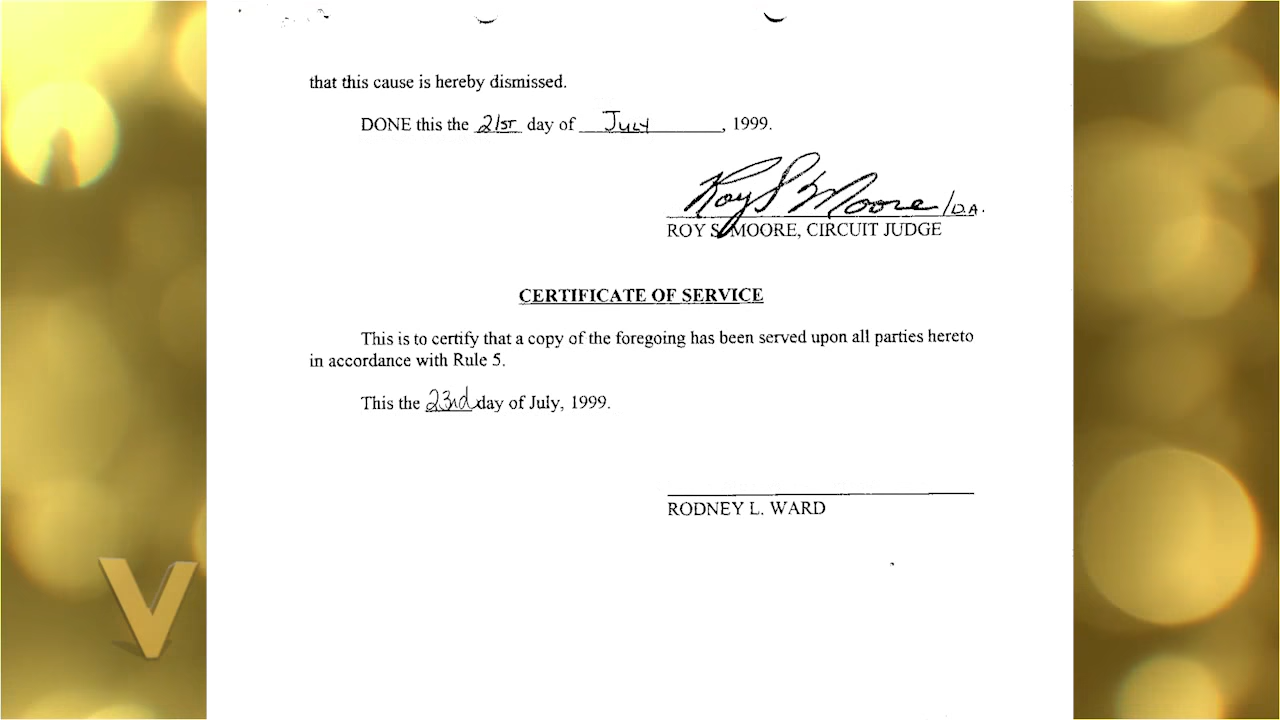 that this cause is hereby dismissed.
DONE this the 21ST day of July, 1999.
Roy S. Moore /D.A.
ROY S. MOORE, CIRCUIT JUDGE
CERTIFICATE OF SERVICE
This is to certify that a copy of the foregoing has been served upon all parties hereto
in accordance with Rule 5.
This the 23rd day of July, 1999.
RODNEY L. WARD
V